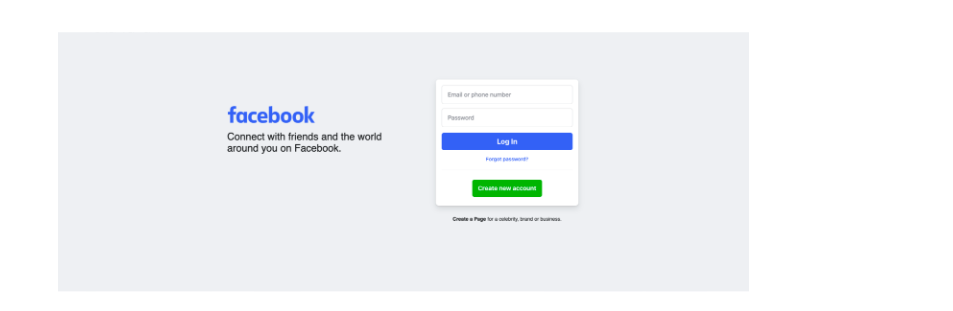 facebook
Connect with friends and the world
around you on Facebook.
Email or phone number
Password
Log In
Forgot password?
Create new account
Create a Page for a celebrity, brand or business.